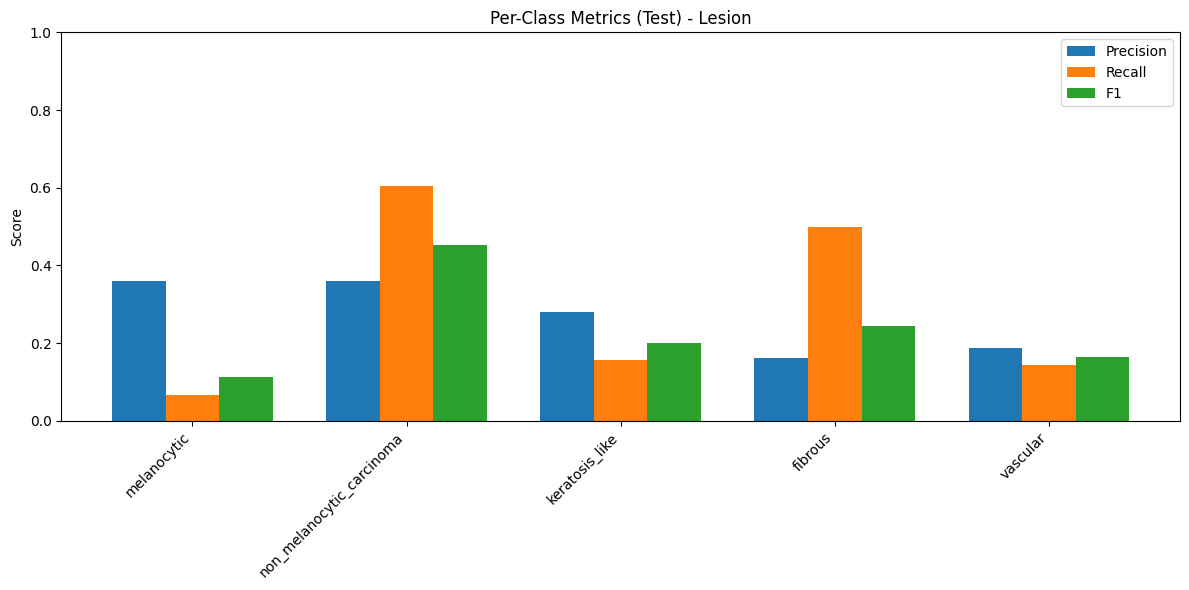 Per-Class Metrics (Test) - Lesion
Precision
Recall
F1
Score
1.0
0.8
0.6
0.4
0.2
0.0
melanocytic
non_melanocytic_carcinoma
keratosis_like
fibrous
vascular